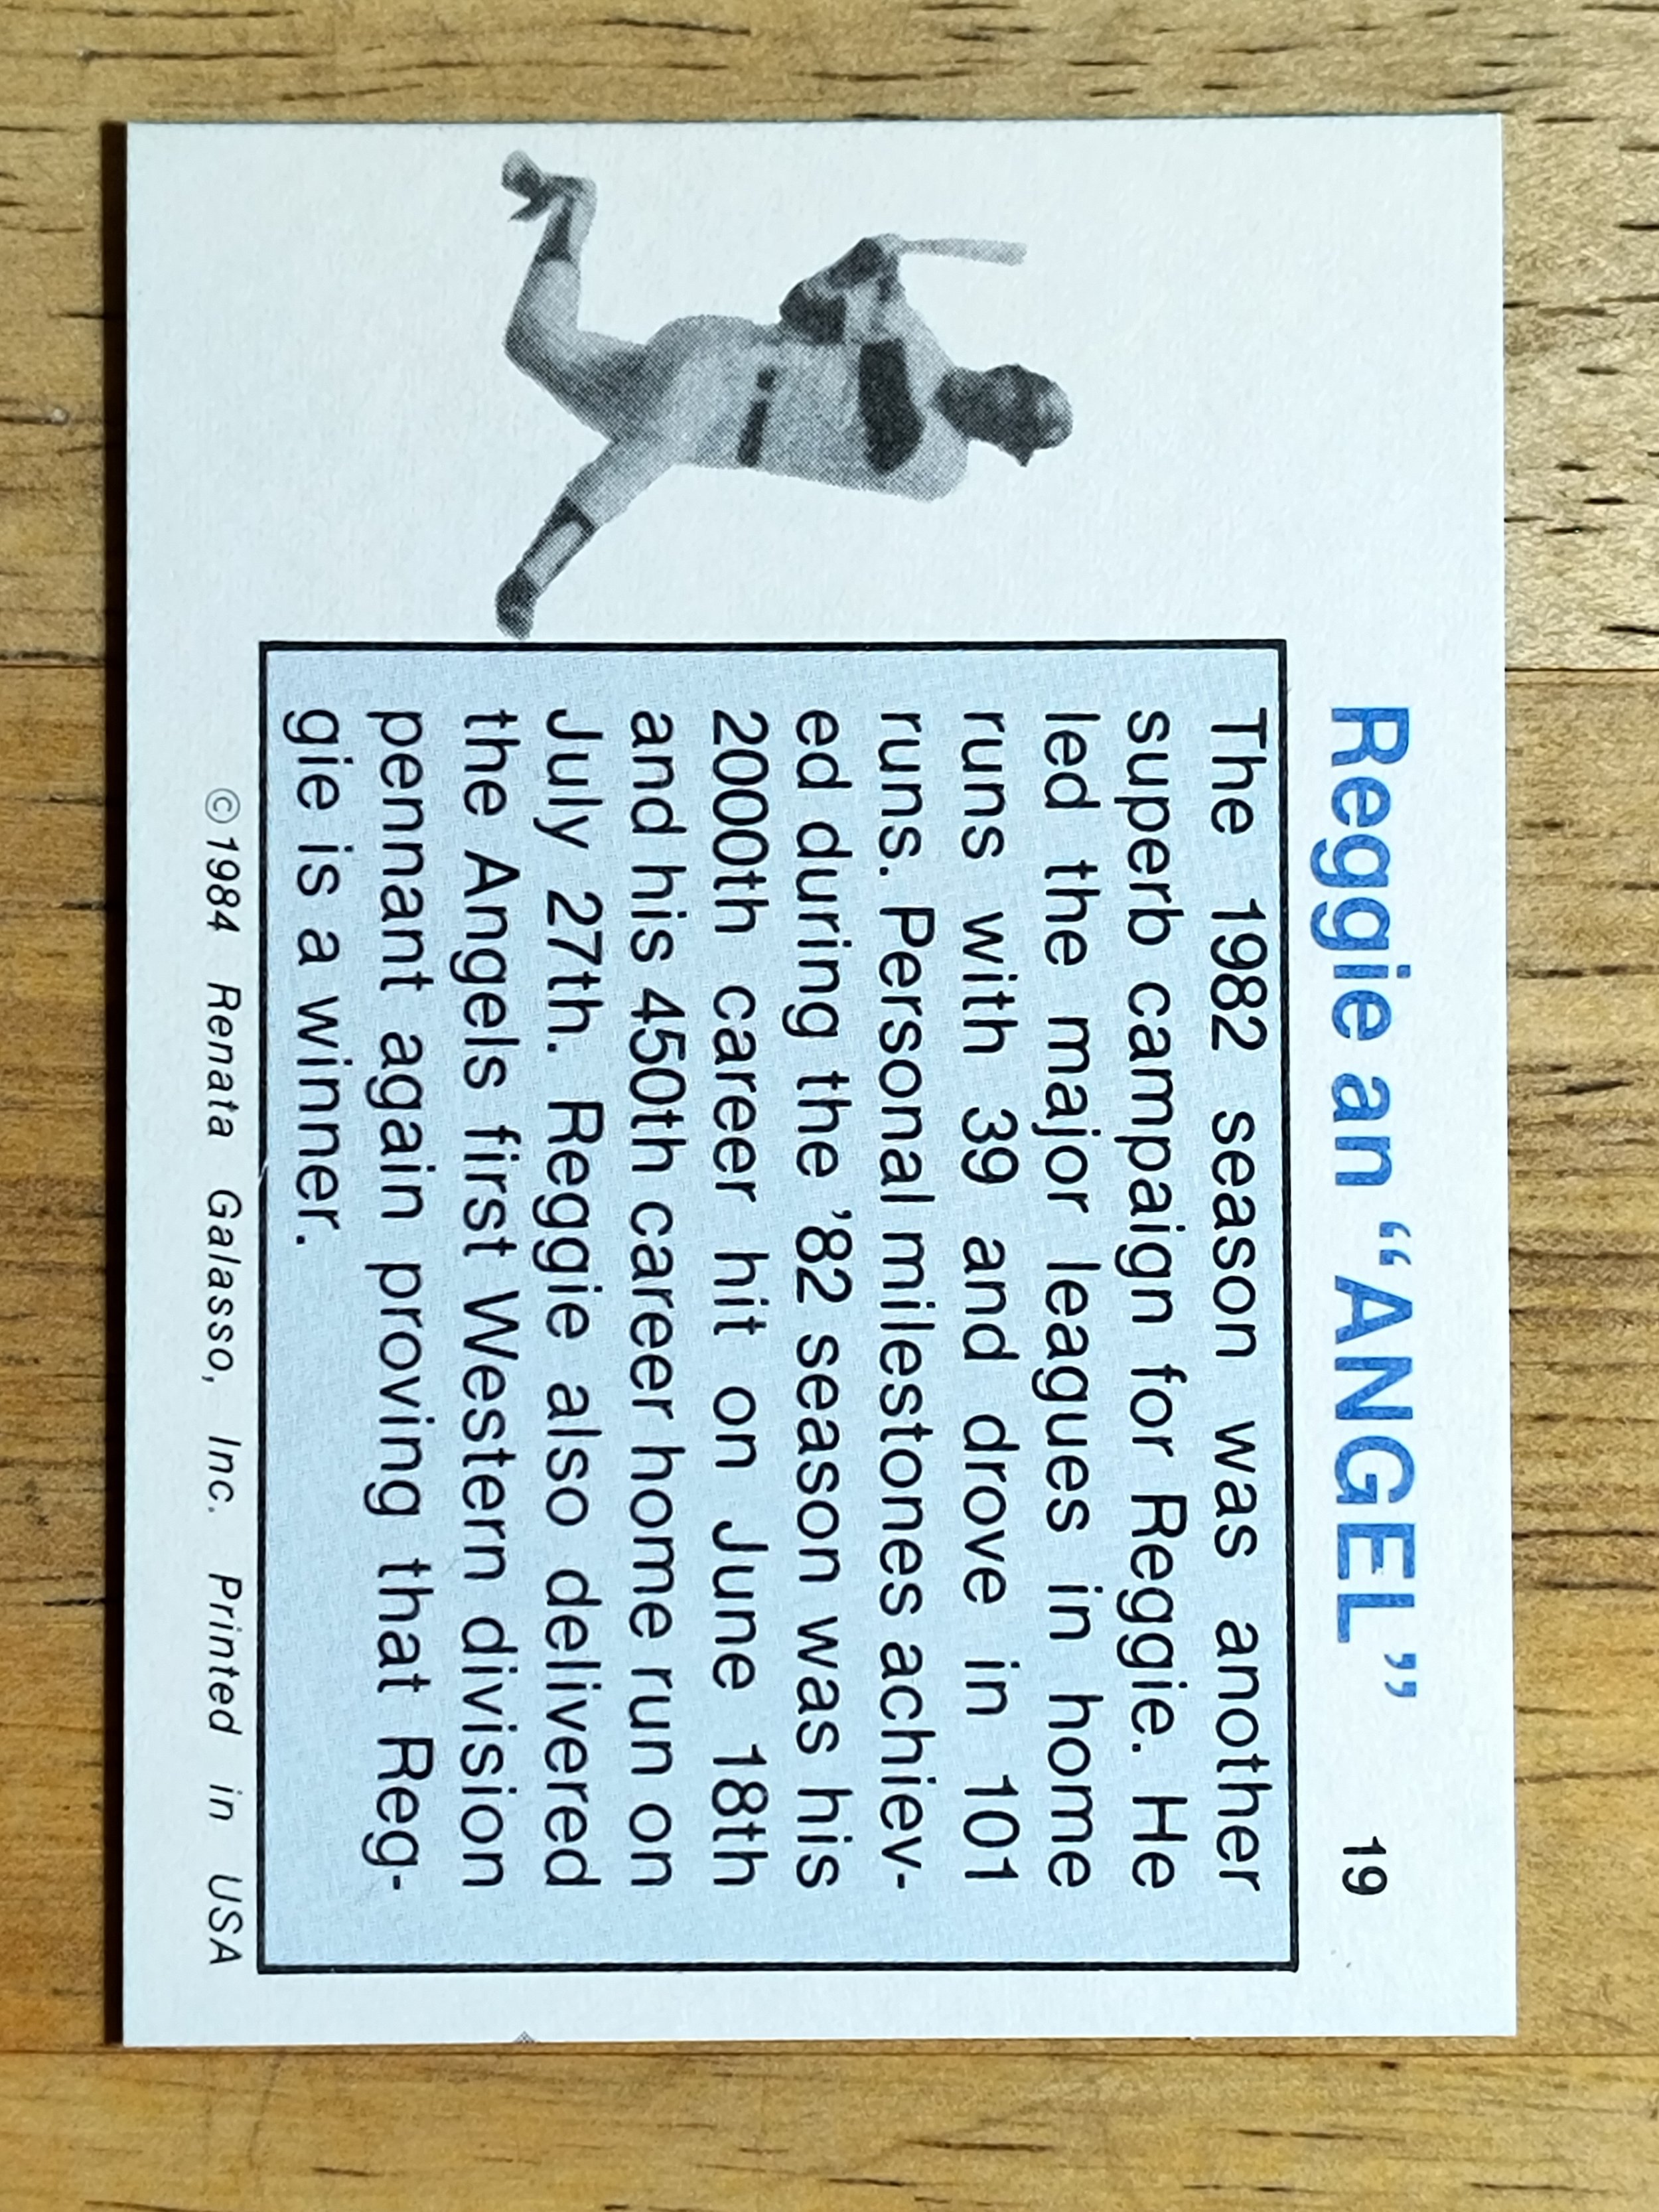 Reggie an “ANGEL” 19
The 1982 season was another
superb campaign for Reggie. He
led the major leagues in home
runs with 39 and drove in 101
runs. Personal milestones achiev-
ed during the ’82 season was his
2000th career hit on June 18th
and his 450th career home run on
July 27th. Reggie also delivered
the Angels first Western division
pennant again proving that Reg-
gie is a winner.
©1984 Renata Galasso, Inc. Printed in USA